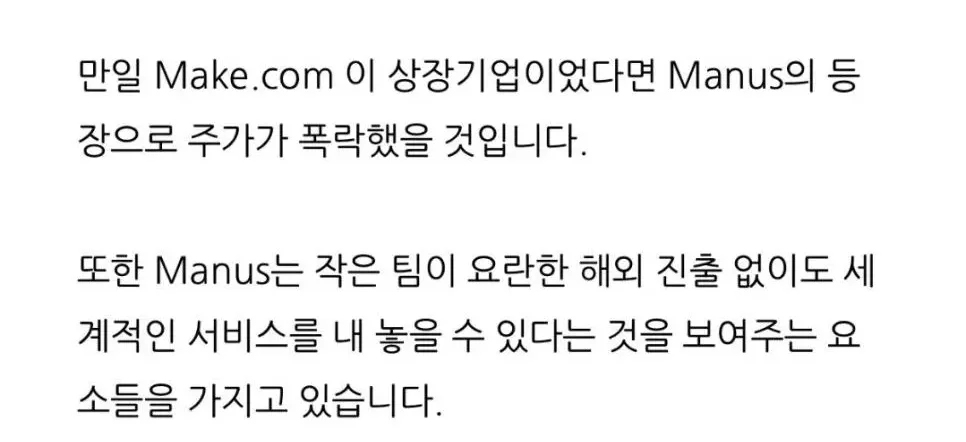 만일 Make.com 이 상장기업이었다면 Manus의 등
장으로 주가가 폭락했을 것입니다.
또한 Manus는 작은 팀이 요란한 해외 진출 없이도 세
계적인 서비스를 내 놓을 수 있다는 것을 보여주는 요
소들을 가지고 있습니다.